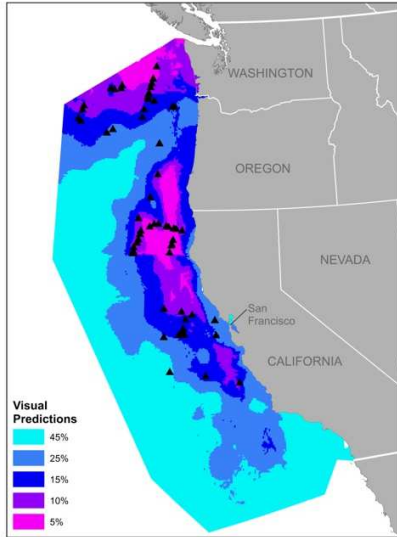 WASHINGTON
OREGON
NEVADA
San
Francisco
CALIFORNIA
Visual
Predictions
45%
25%
15%
10%
5%